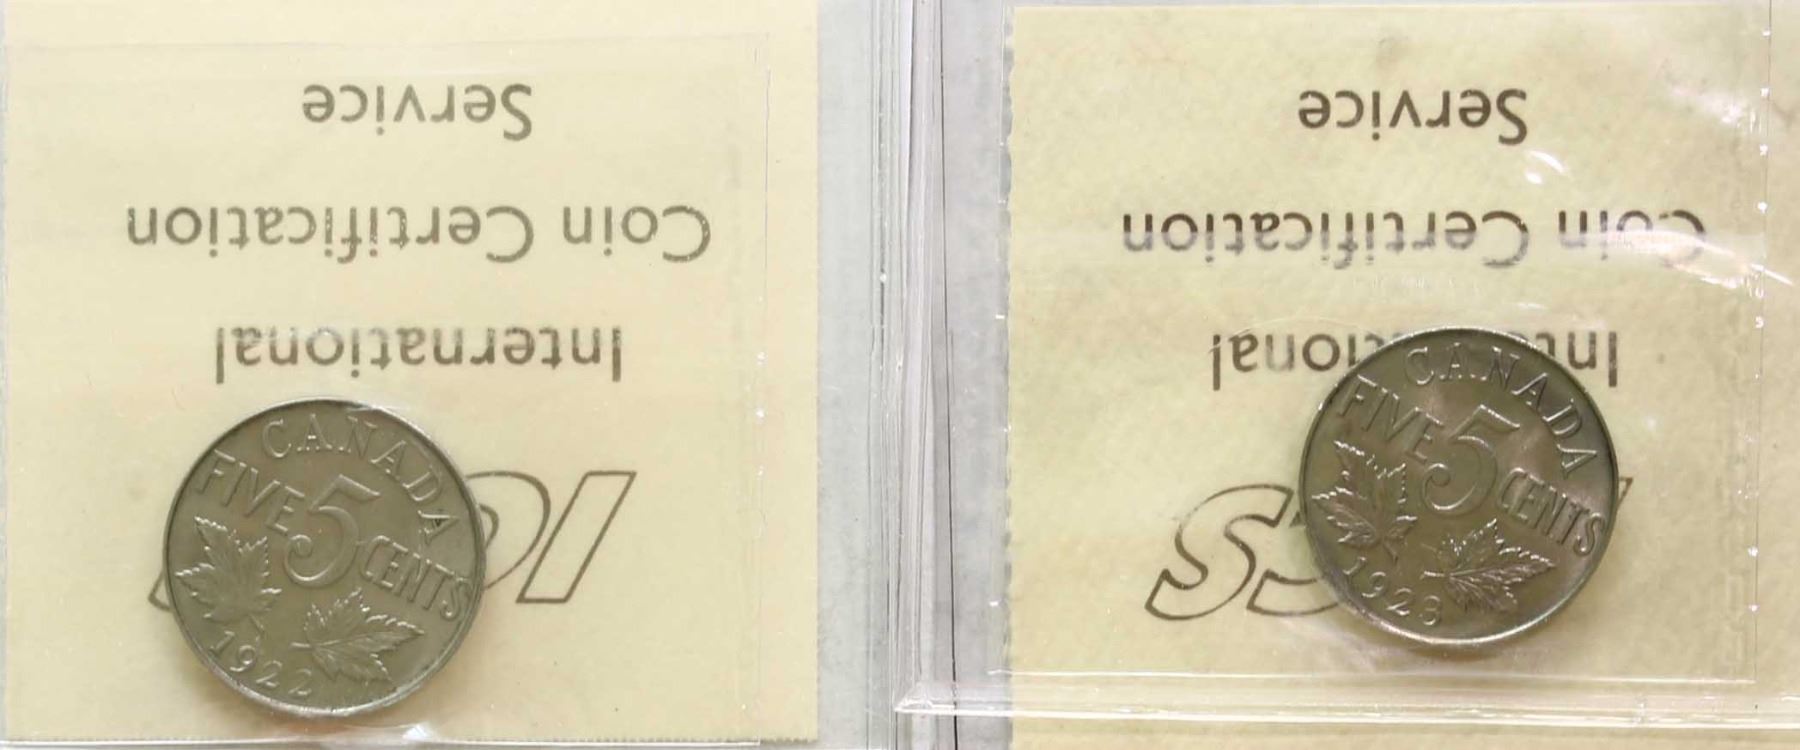 International
Coin Certification
Service
CANADA
FIVE 5 CENTS
1922
International
Coin Certification
Service
CANADA
FIVE 5 CENTS
1923